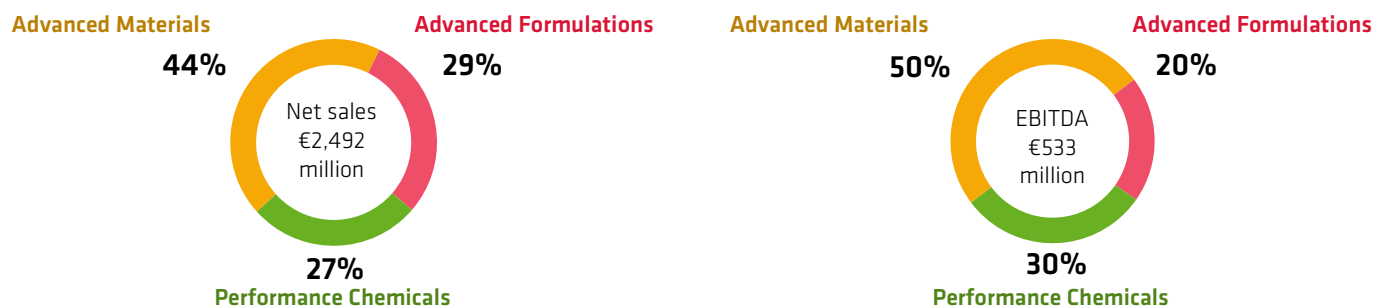 Advanced Materials
44%
Advanced Formulations
29%
Net sales
€2,492
million
27%
Performance Chemicals
Advanced Materials
50%
Advanced Formulations
20%
EBITDA
€533
million
30%
Performance Chemicals